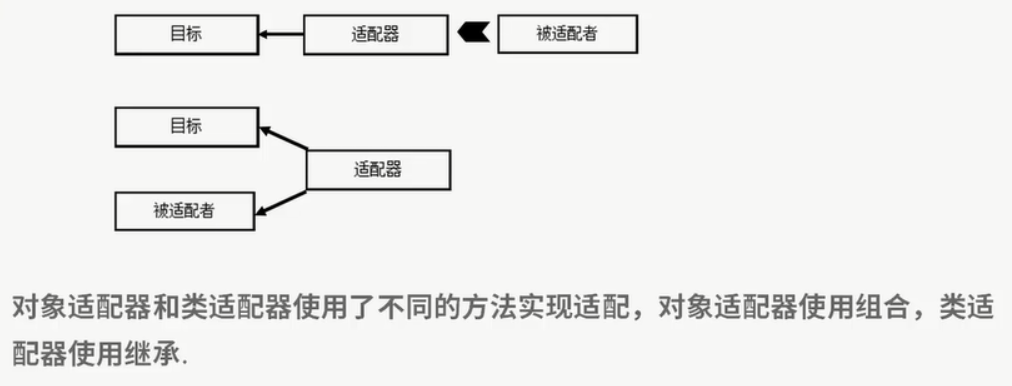 目标 适配器 被适配者
目标
适配器
被适配者
对象适配器和类适配器使用了不同的方法实现适配，对象适配器使用组合，类适
配器使用继承.